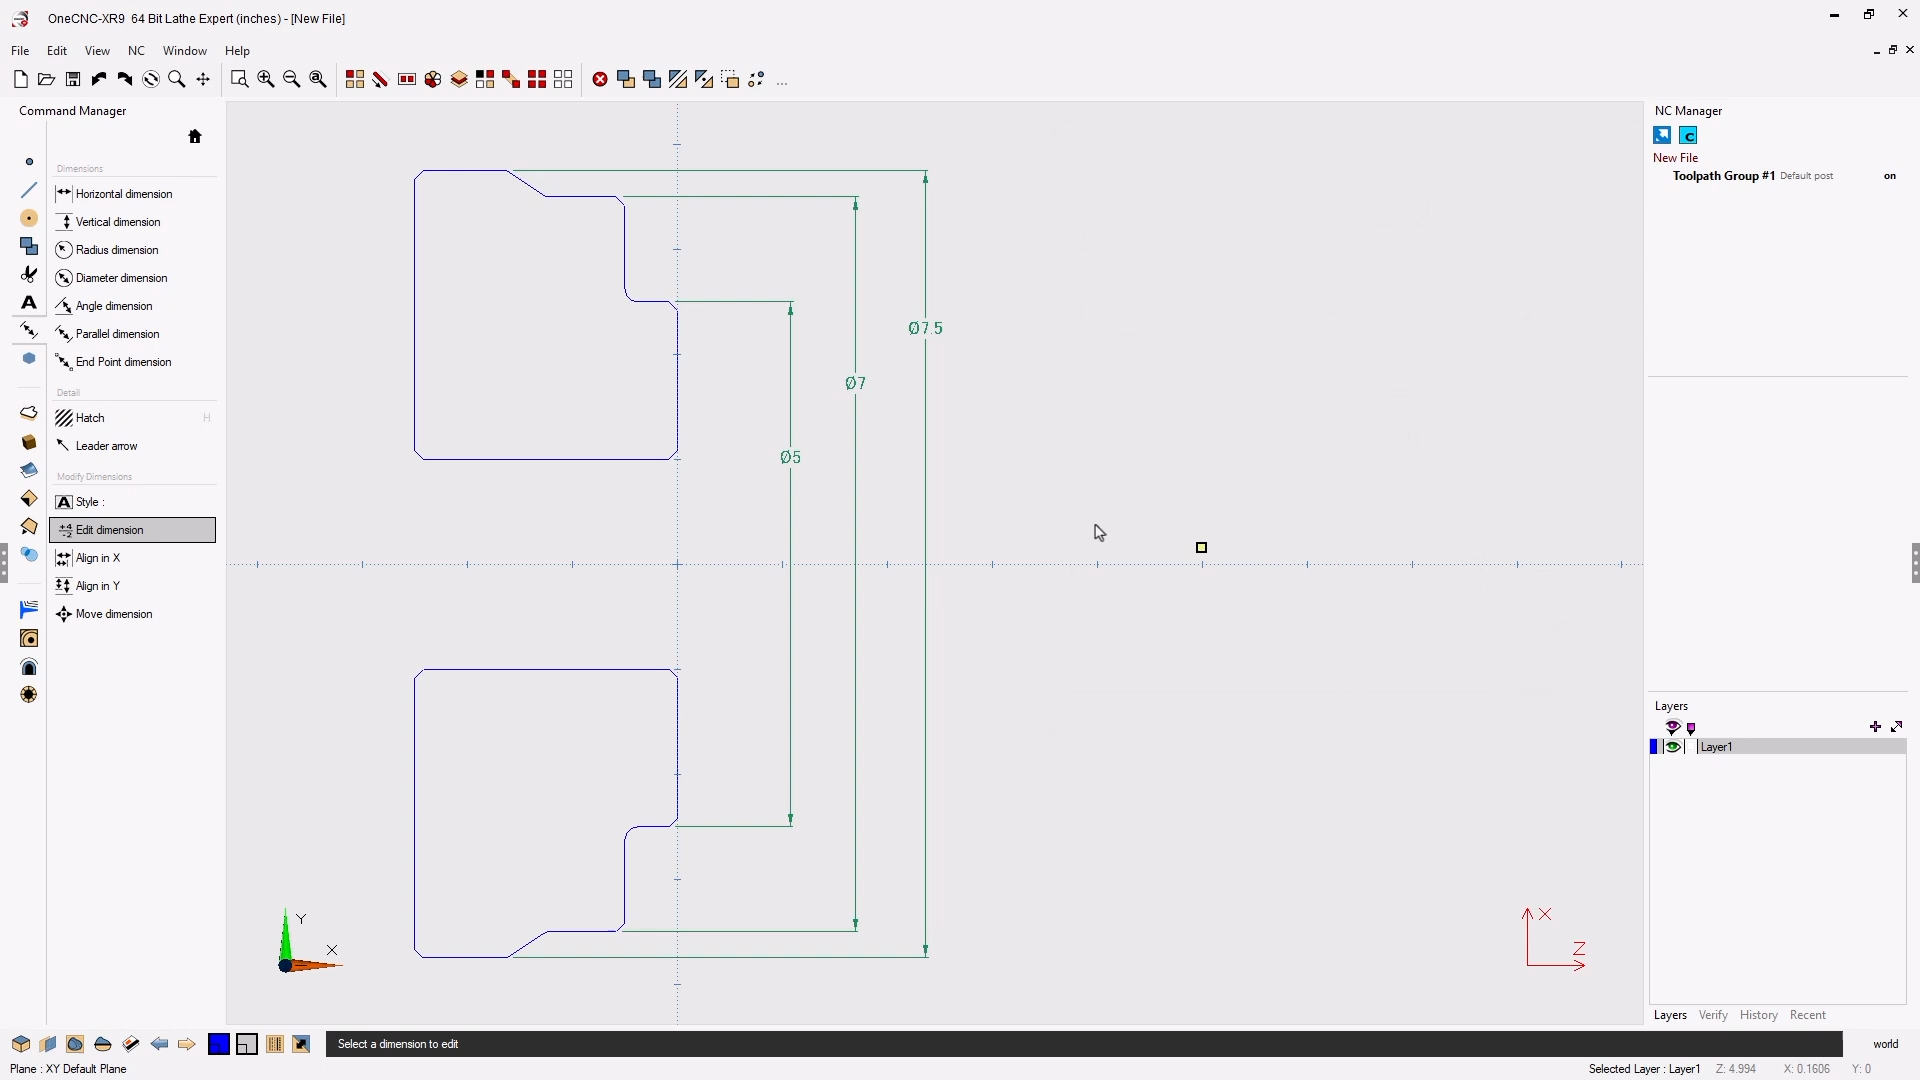 OneCNC-XR9 64 Bit Lathe Expert (inches) - [New File]
File Edit View NC Window Help
Command Manager
NC Manager
New File
Toolpath Group #1 Default post on
Dimensions
Horizontal dimension
Vertical dimension
Radius dimension
Diameter dimension
Angle dimension
Parallel dimension
End Point dimension
Detail
Hatch H
Leader arrow
Modify Dimensions
Style :
Edit dimension
Align in X
Align in Y
Move dimension
Ø7.5
Ø7
Ø5
Y
X
X
Z
Layers
Layer1
Layers Verify History Recent
Select a dimension to edit
world
Plane : XY Default Plane
Selected Layer : Layer1 Z: 4.994 X: 0.1606 Y: 0